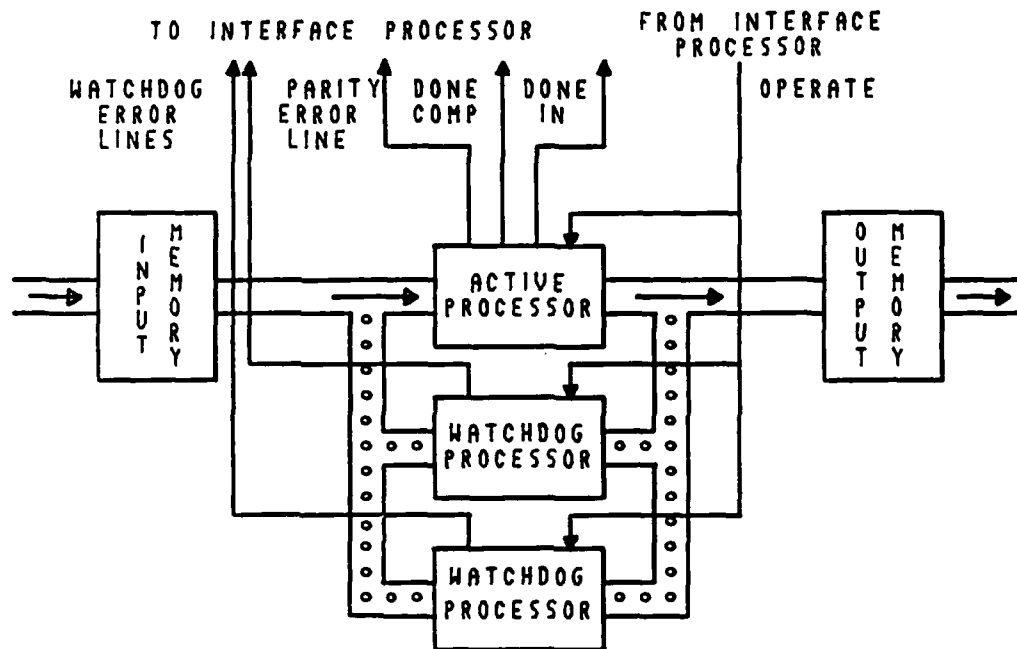 TO INTERFACE PROCESSOR
FROM INTERFACE
PROCESSOR
WATCHDOG
ERROR
LINES
PARITY
ERROR
LINE
DONE
COMP
DONE
IN
OPERATE
INPUT
MEMORY
ACTIVE
PROCESSOR
OUTPUT
MEMORY
WATCHDOG
PROCESSOR
WATCHDOG
PROCESSOR